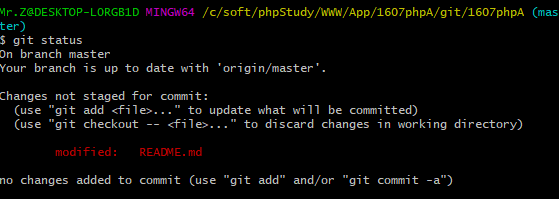 Mr.Z@DESKTOP-LORGB1D MINGW64 /c/soft/phpStudy/WWW/App/1607phpA/git/1607phpA (mas
ter)
$ git status
On branch master
Your branch is up to date with 'origin/master'.
Changes not staged for commit:
(use "git add <file>..." to update what will be committed)
(use "git checkout -- <file>..." to discard changes in working directory)
modified: README.md
no changes added to commit (use "git add" and/or "git commit -a")